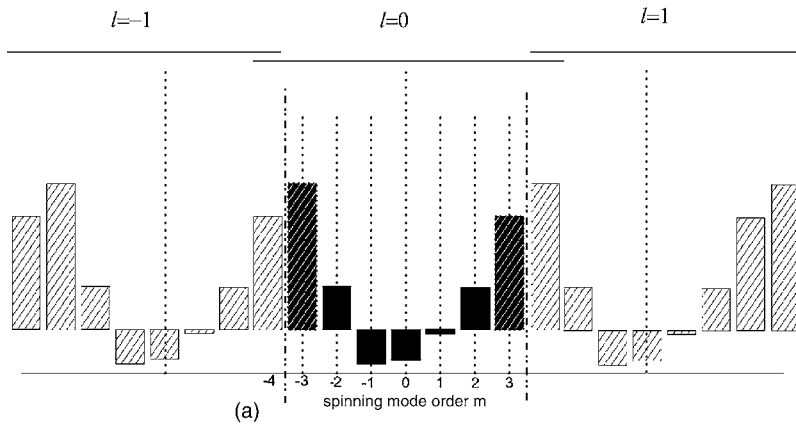 l=-1 l=0 l=1
-4 -3 -2 -1 0 1 2 3
spinning mode order m
(a)